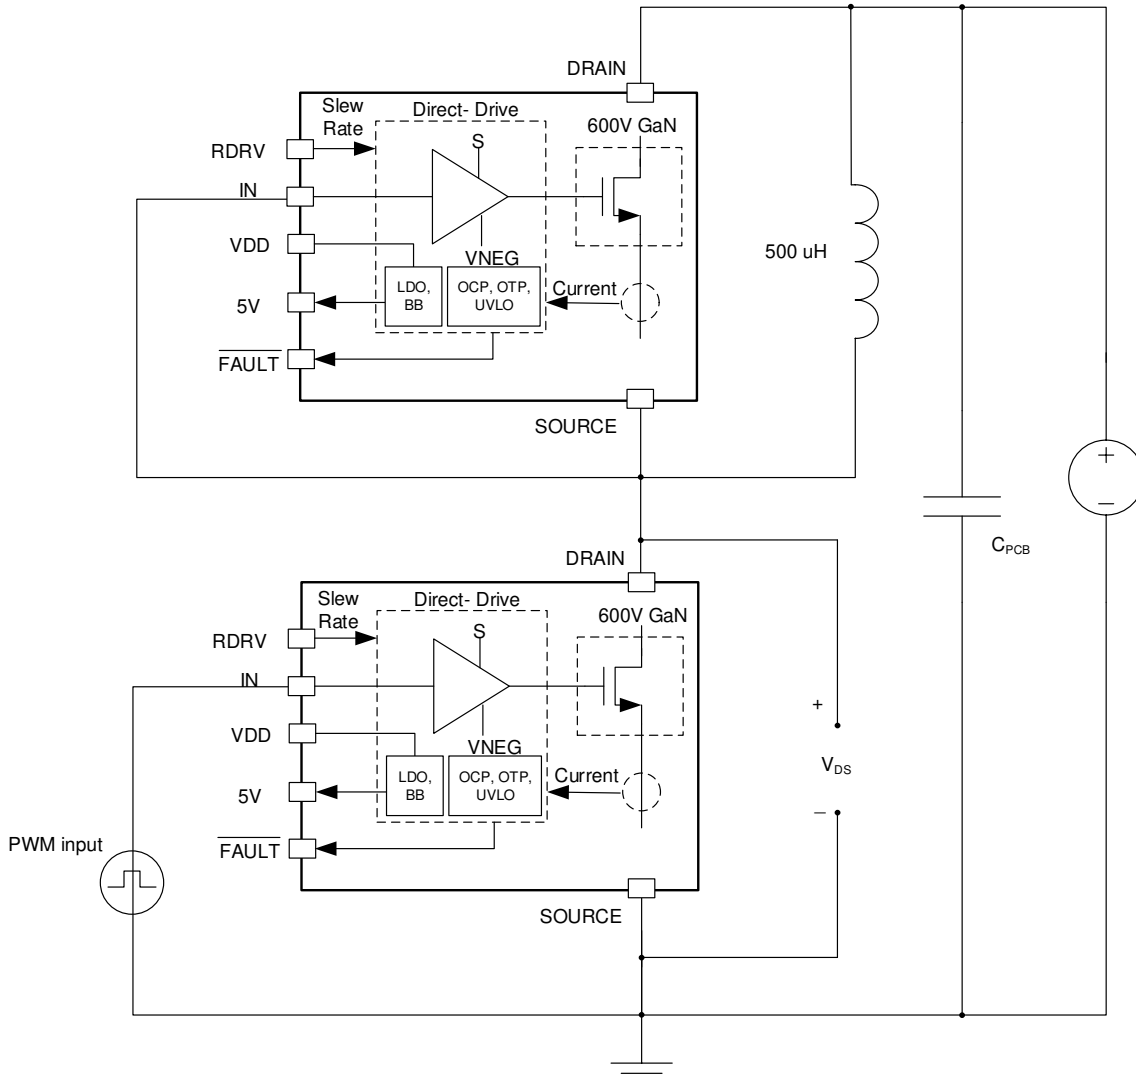 DRAIN
Slew
Rate
Direct- Drive
600V GaN
RDRV
S
IN
VDD
VNEG
LDO,
BB
OCP, OTP,
UVLO
Current
5V
FAULT
SOURCE
500 uH
+
−
CPCB
DRAIN
Slew
Rate
Direct- Drive
600V GaN
RDRV
S
IN
VDD
VNEG
LDO,
BB
OCP, OTP,
UVLO
Current
5V
FAULT
SOURCE
+
VDS
−
PWM input